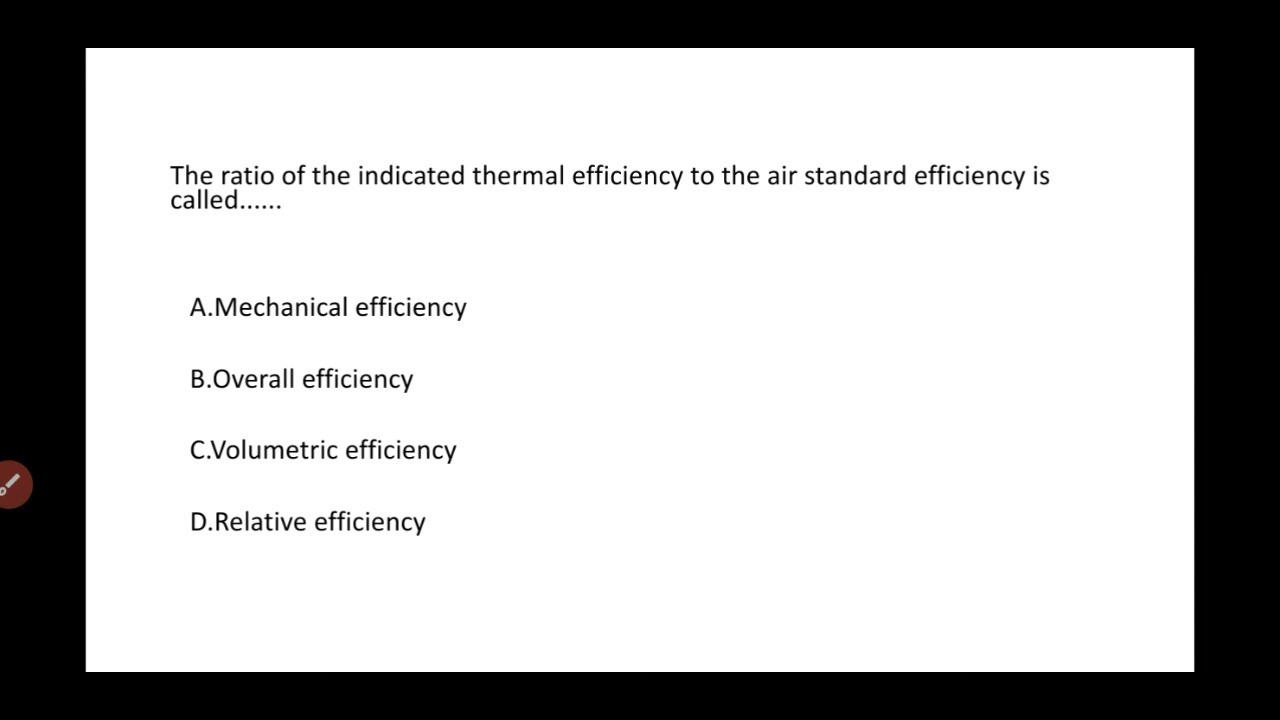 The ratio of the indicated thermal efficiency to the air standard efficiency is
called......
A.Mechanical efficiency
B.Overall efficiency
C.Volumetric efficiency
D.Relative efficiency